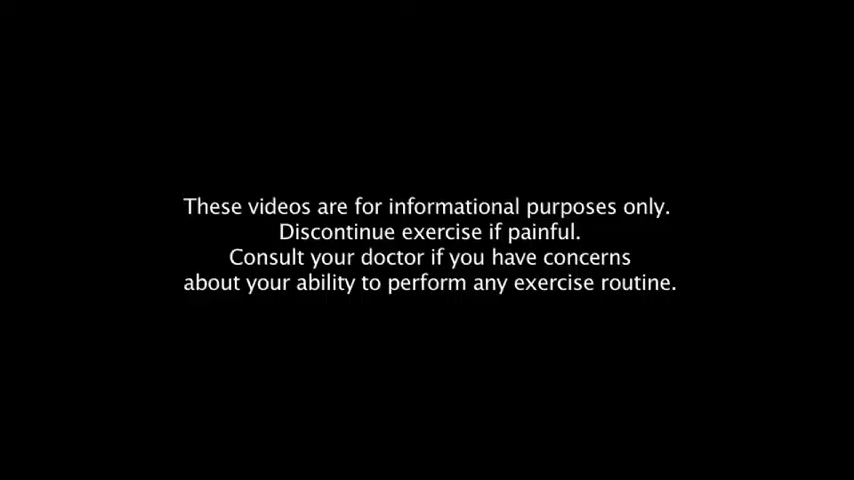 These videos are for informational purposes only.
Discontinue exercise if painful.
Consult your doctor if you have concerns
about your ability to perform any exercise routine.